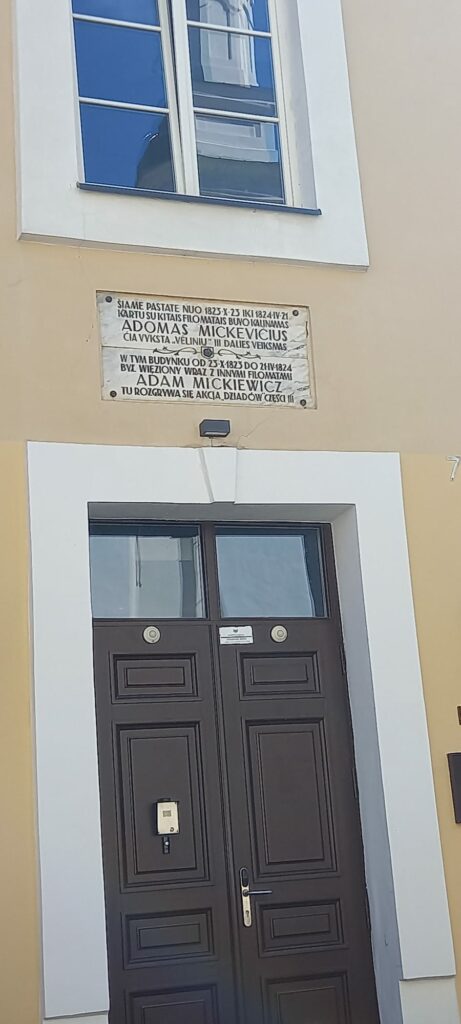 ŠIAME PASTATE NUO 1823·X·23 IKI 1824·IV·21
KARTU SU KITAIS FILOMATAIS BUVO KALINAMAS
ADOMAS MICKEVIČIUS
ČIA VYKSTA „VĖLINIŲ” III DALIES VEIKSMAS
W TYM BUDYNKU OD 23·X·1823 DO 21·IV·1824
BYŁ WIĘZIONY WRAZ Z INNYMI FILOMATAMI
ADAM MICKIEWICZ
TU ROZGRYWA SIĘ AKCJA „DZIADÓW” CZĘŚCI III
7